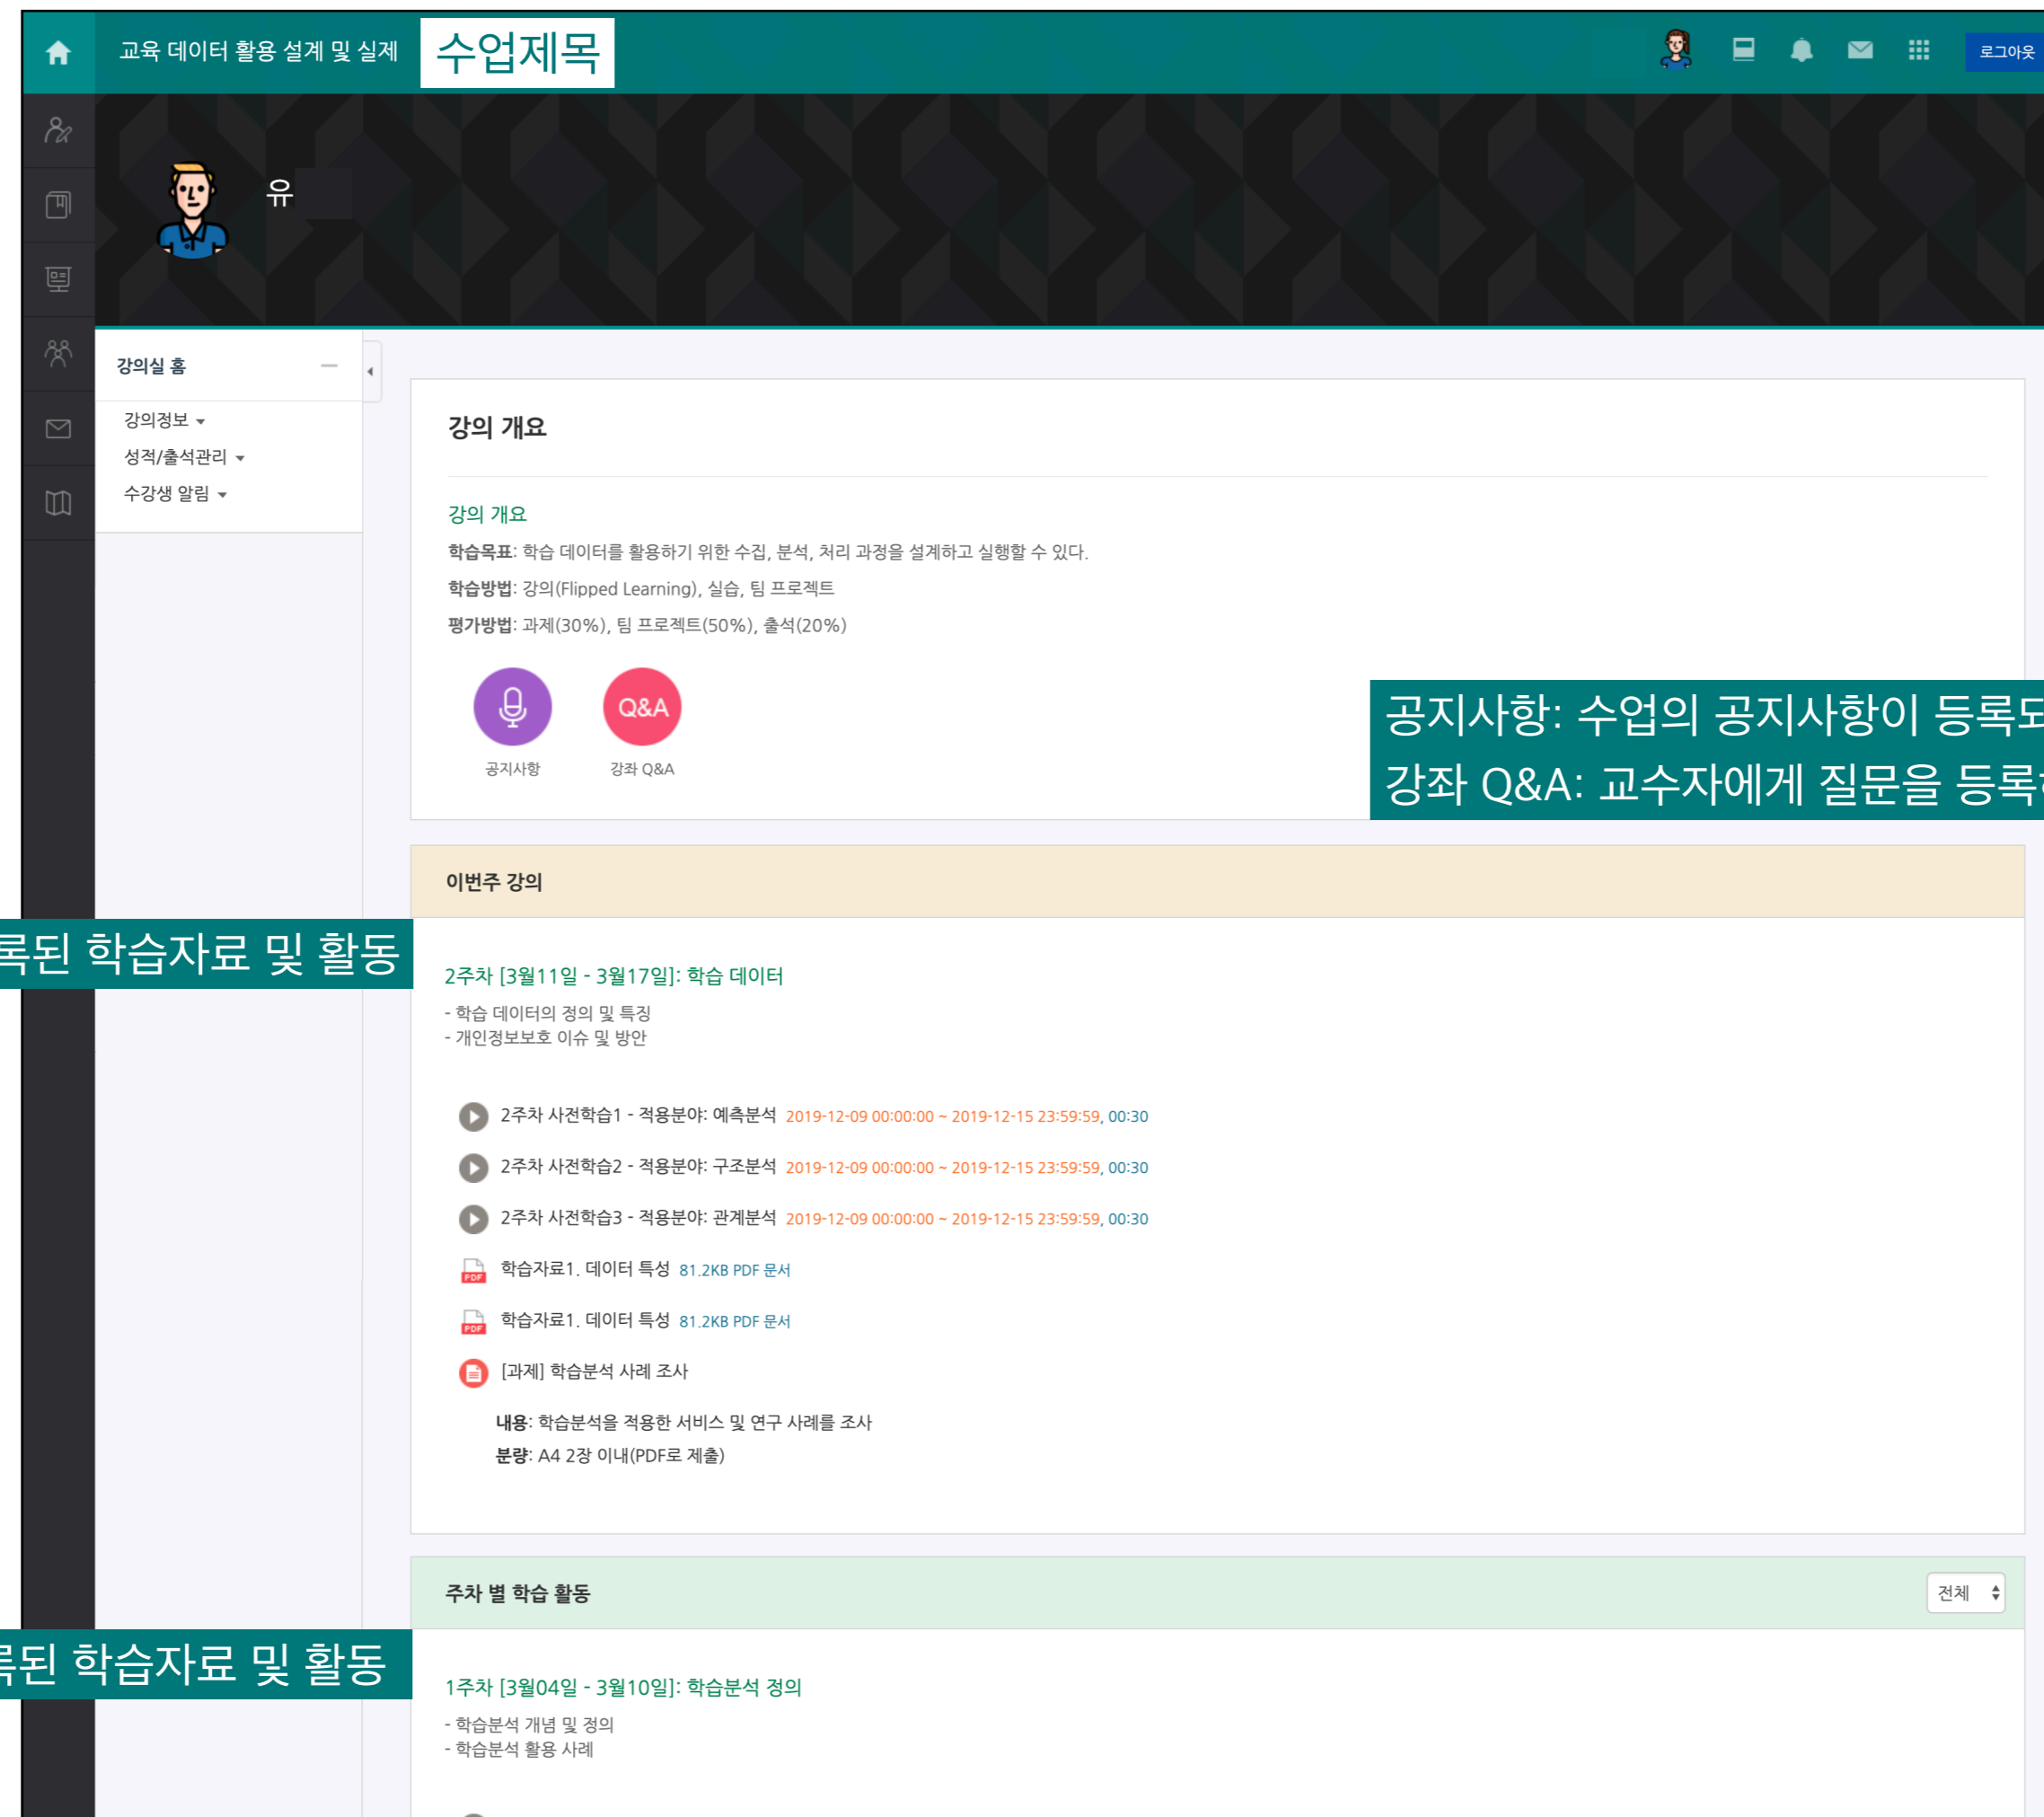 교육 데이터 활용 설계 및 실제
수업제목
로그아웃
유
강의실 홈
강의정보
성적/출석관리
수강생 알림
강의 개요
강의 개요
학습목표: 학습 데이터를 활용하기 위한 수집, 분석, 처리 과정을 설계하고 실행할 수 있다.
학습방법: 강의(Flipped Learning), 실습, 팀 프로젝트
평가방법: 과제(30%), 팀 프로젝트(50%), 출석(20%)
Q&A
공지사항
강좌 Q&A
공지사항: 수업의 공지사항이
강좌 Q&A: 교수자에게 질문을
이번주 강의
학습자료 및 활동
2주차 [3월11일 - 3월17일]: 학습 데이터
- 학습 데이터의 정의 및 특징
- 개인정보보호 이슈 및 방안
2주차 사전학습1 - 적용분야: 예측분석 2019-12-09 00:00:00 ~ 2019-12-15 23:59:59, 00:30
2주차 사전학습2 - 적용분야: 구조분석 2019-12-09 00:00:00 ~ 2019-12-15 23:59:59, 00:30
2주차 사전학습3 - 적용분야: 관계분석 2019-12-09 00:00:00 ~ 2019-12-15 23:59:59, 00:30
PDF 학습자료1. 데이터 특성 81.2KB PDF 문서
PDF 학습자료1. 데이터 특성 81.2KB PDF 문서
[과제] 학습분석 사례 조사
내용: 학습분석을 적용한 서비스 및 연구 사례를 조사
분량: A4 2장 이내(PDF로 제출)
주차 별 학습 활동
전체
학습자료 및 활동
1주차 [3월04일 - 3월10일]: 학습분석 정의
- 학습분석 개념 및 정의
- 학습분석 활용 사례